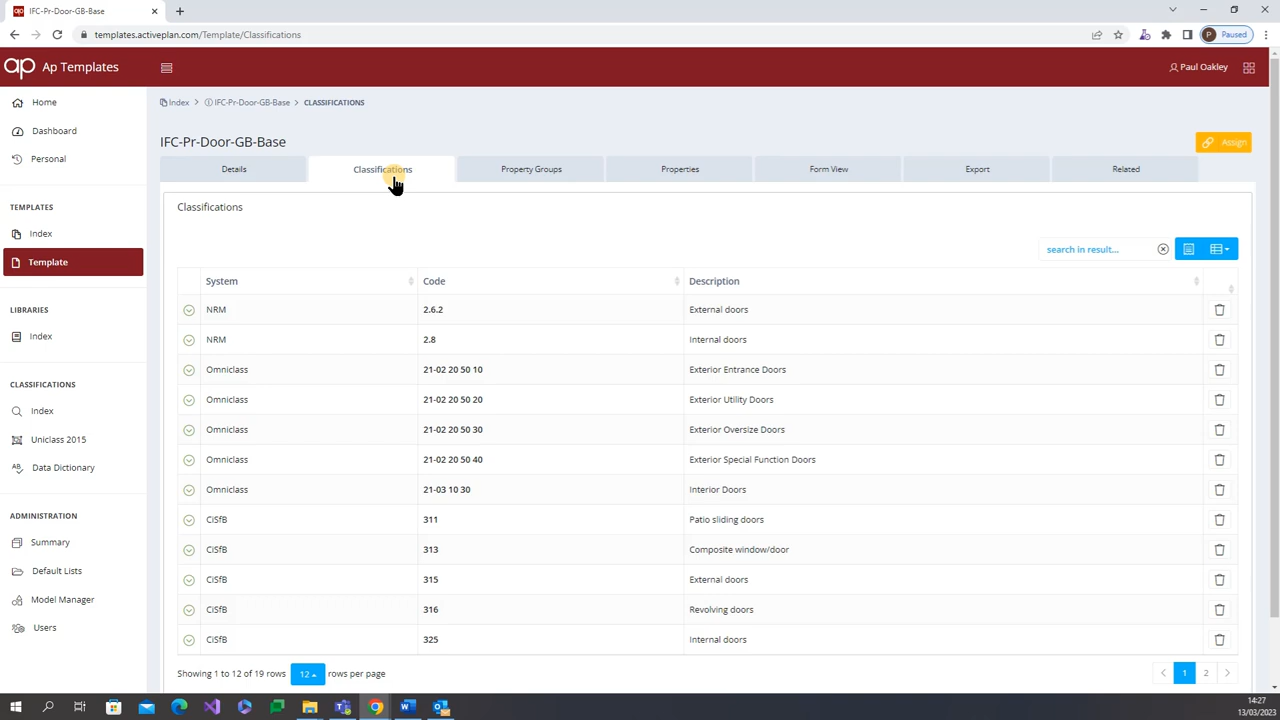 IFC-Pr-Door-GB-Base
templates.activeplan.com/Template/Classifications
P Paused
ap Ap Templates
Paul Oakley
Home
Dashboard
Personal
TEMPLATES
Index
Template
LIBRARIES
Index
CLASSIFICATIONS
Index
Uniclass 2015
Data Dictionary
ADMINISTRATION
Summary
Default Lists
Model Manager
Users
Index > IFC-Pr-Door-GB-Base > CLASSIFICATIONS
IFC-Pr-Door-GB-Base
Assign
Details Classifications Property Groups Properties Form View Export Related
Classifications
search in result...
System Code Description
NRM 2.6.2 External doors
NRM 2.8 Internal doors
Omniclass 21-02 20 50 10 Exterior Entrance Doors
Omniclass 21-02 20 50 20 Exterior Utility Doors
Omniclass 21-02 20 50 30 Exterior Oversize Doors
Omniclass 21-02 20 50 40 Exterior Special Function Doors
Omniclass 21-03 10 30 Interior Doors
CiSfB 311 Patio sliding doors
CiSfB 313 Composite window/door
CiSfB 315 External doors
CiSfB 316 Revolving doors
CiSfB 325 Internal doors
Showing 1 to 12 of 19 rows 12 rows per page
1 2
14:27
13/03/2023